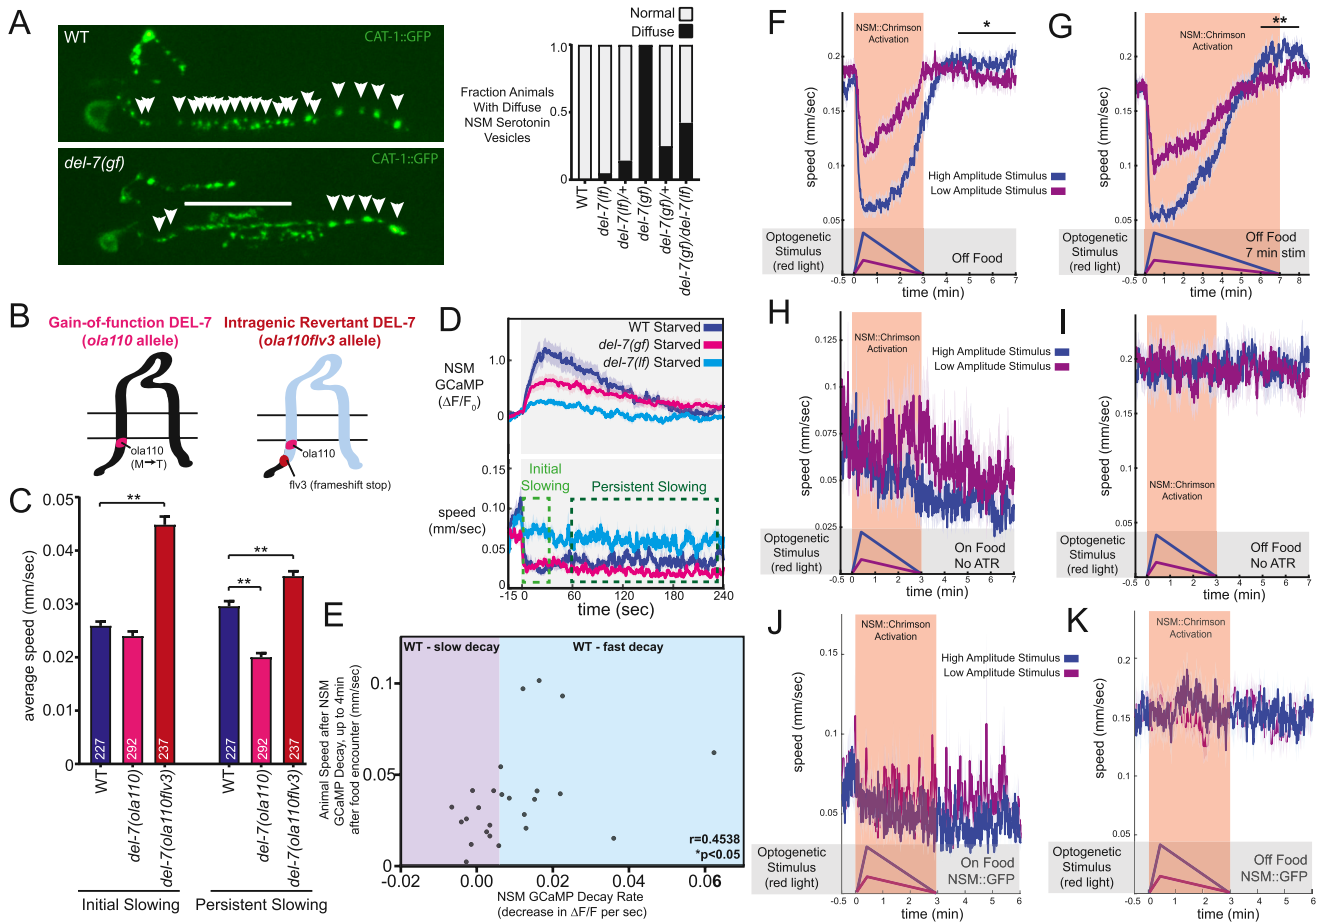 A
WT
CAT-1::GFP
del-7(gf)
CAT-1::GFP
Normal
Diffuse
1.0
0.5
0
Fraction Animals
With Diffuse
NSM Serotonin
Vesicles
WT
del-7(lf)
del-7(lf)/+
del-7(gf)
del-7(gf)/+
del-7(gf)/del-7(lf)
B
Gain-of-function DEL-7
(ola110 allele)
Intragenic Revertant DEL-7
(ola110flv3 allele)
ola110
(M→T)
ola110
flv3 (frameshift stop)
C
average speed (mm/sec)
0.05
0.04
0.03
0.02
0.01
0
**
**
**
227
292
237
227
292
237
WT
del-7(ola110)
del-7(ola110flv3)
WT
del-7(ola110)
del-7(ola110flv3)
Initial Slowing
Persistent Slowing
D
WT Starved
del-7(gf) Starved
del-7(lf) Starved
NSM
GCaMP
(ΔF/F0)
1.0
0
Initial
Slowing
Persistent Slowing
speed
(mm/sec)
0.15
0.10
0.05
0
-15 0 60 120 180 240
time (sec)
E
Animal Speed after NSM
GCaMP Decay, up to 4min
after food encounter (mm/sec)
WT - slow decay
WT - fast decay
0.1
0.05
0
r=0.4538
*p<0.05
-0.02 0.00 0.02 0.04 0.06
NSM GCaMP Decay Rate
(decrease in ΔF/F per sec)
F
NSM::Chrimson
Activation
*
speed (mm/sec)
0.2
0.15
0.1
0.05
High Amplitude Stimulus
Low Amplitude Stimulus
Optogenetic
Stimulus
(red light)
Off Food
-0.5 0 1 2 3 4 5 6 7
time (min)
G
NSM::Chrimson
Activation
**
speed (mm/sec)
0.2
0.15
0.1
0.05
Optogenetic
Stimulus
(red light)
Off Food
7 min stim
-0.5 0 1 2 3 4 5 6 7 8 8.5
time (min)
H
NSM::Chrimson
Activation
speed (mm/sec)
0.125
0.1
0.075
0.05
0.025
High Amplitude Stimulus
Low Amplitude Stimulus
Optogenetic
Stimulus
(red light)
On Food
No ATR
-.5 0 1 2 3 4 5 6 7
time (min)
I
speed (mm/sec)
0.2
0.15
0.1
0.05
NSM::Chrimson
Activation
Optogenetic
Stimulus
(red light)
Off Food
No ATR
-.5 0 1 2 3 4 5 6 7
time (min)
J
NSM::Chrimson
Activation
speed (mm/sec)
0.15
0.1
0.05
High Amplitude Stimulus
Low Amplitude Stimulus
Optogenetic
Stimulus
(red light)
On Food
NSM::GFP
-.5 0 1 2 3 4 5 6
time (min)
K
NSM::Chrimson
Activation
speed (mm/sec)
0.2
0.15
0.1
0.05
Optogenetic
Stimulus
(red light)
Off Food
NSM::GFP
-.5 0 1 2 3 4 5 6
time (min)